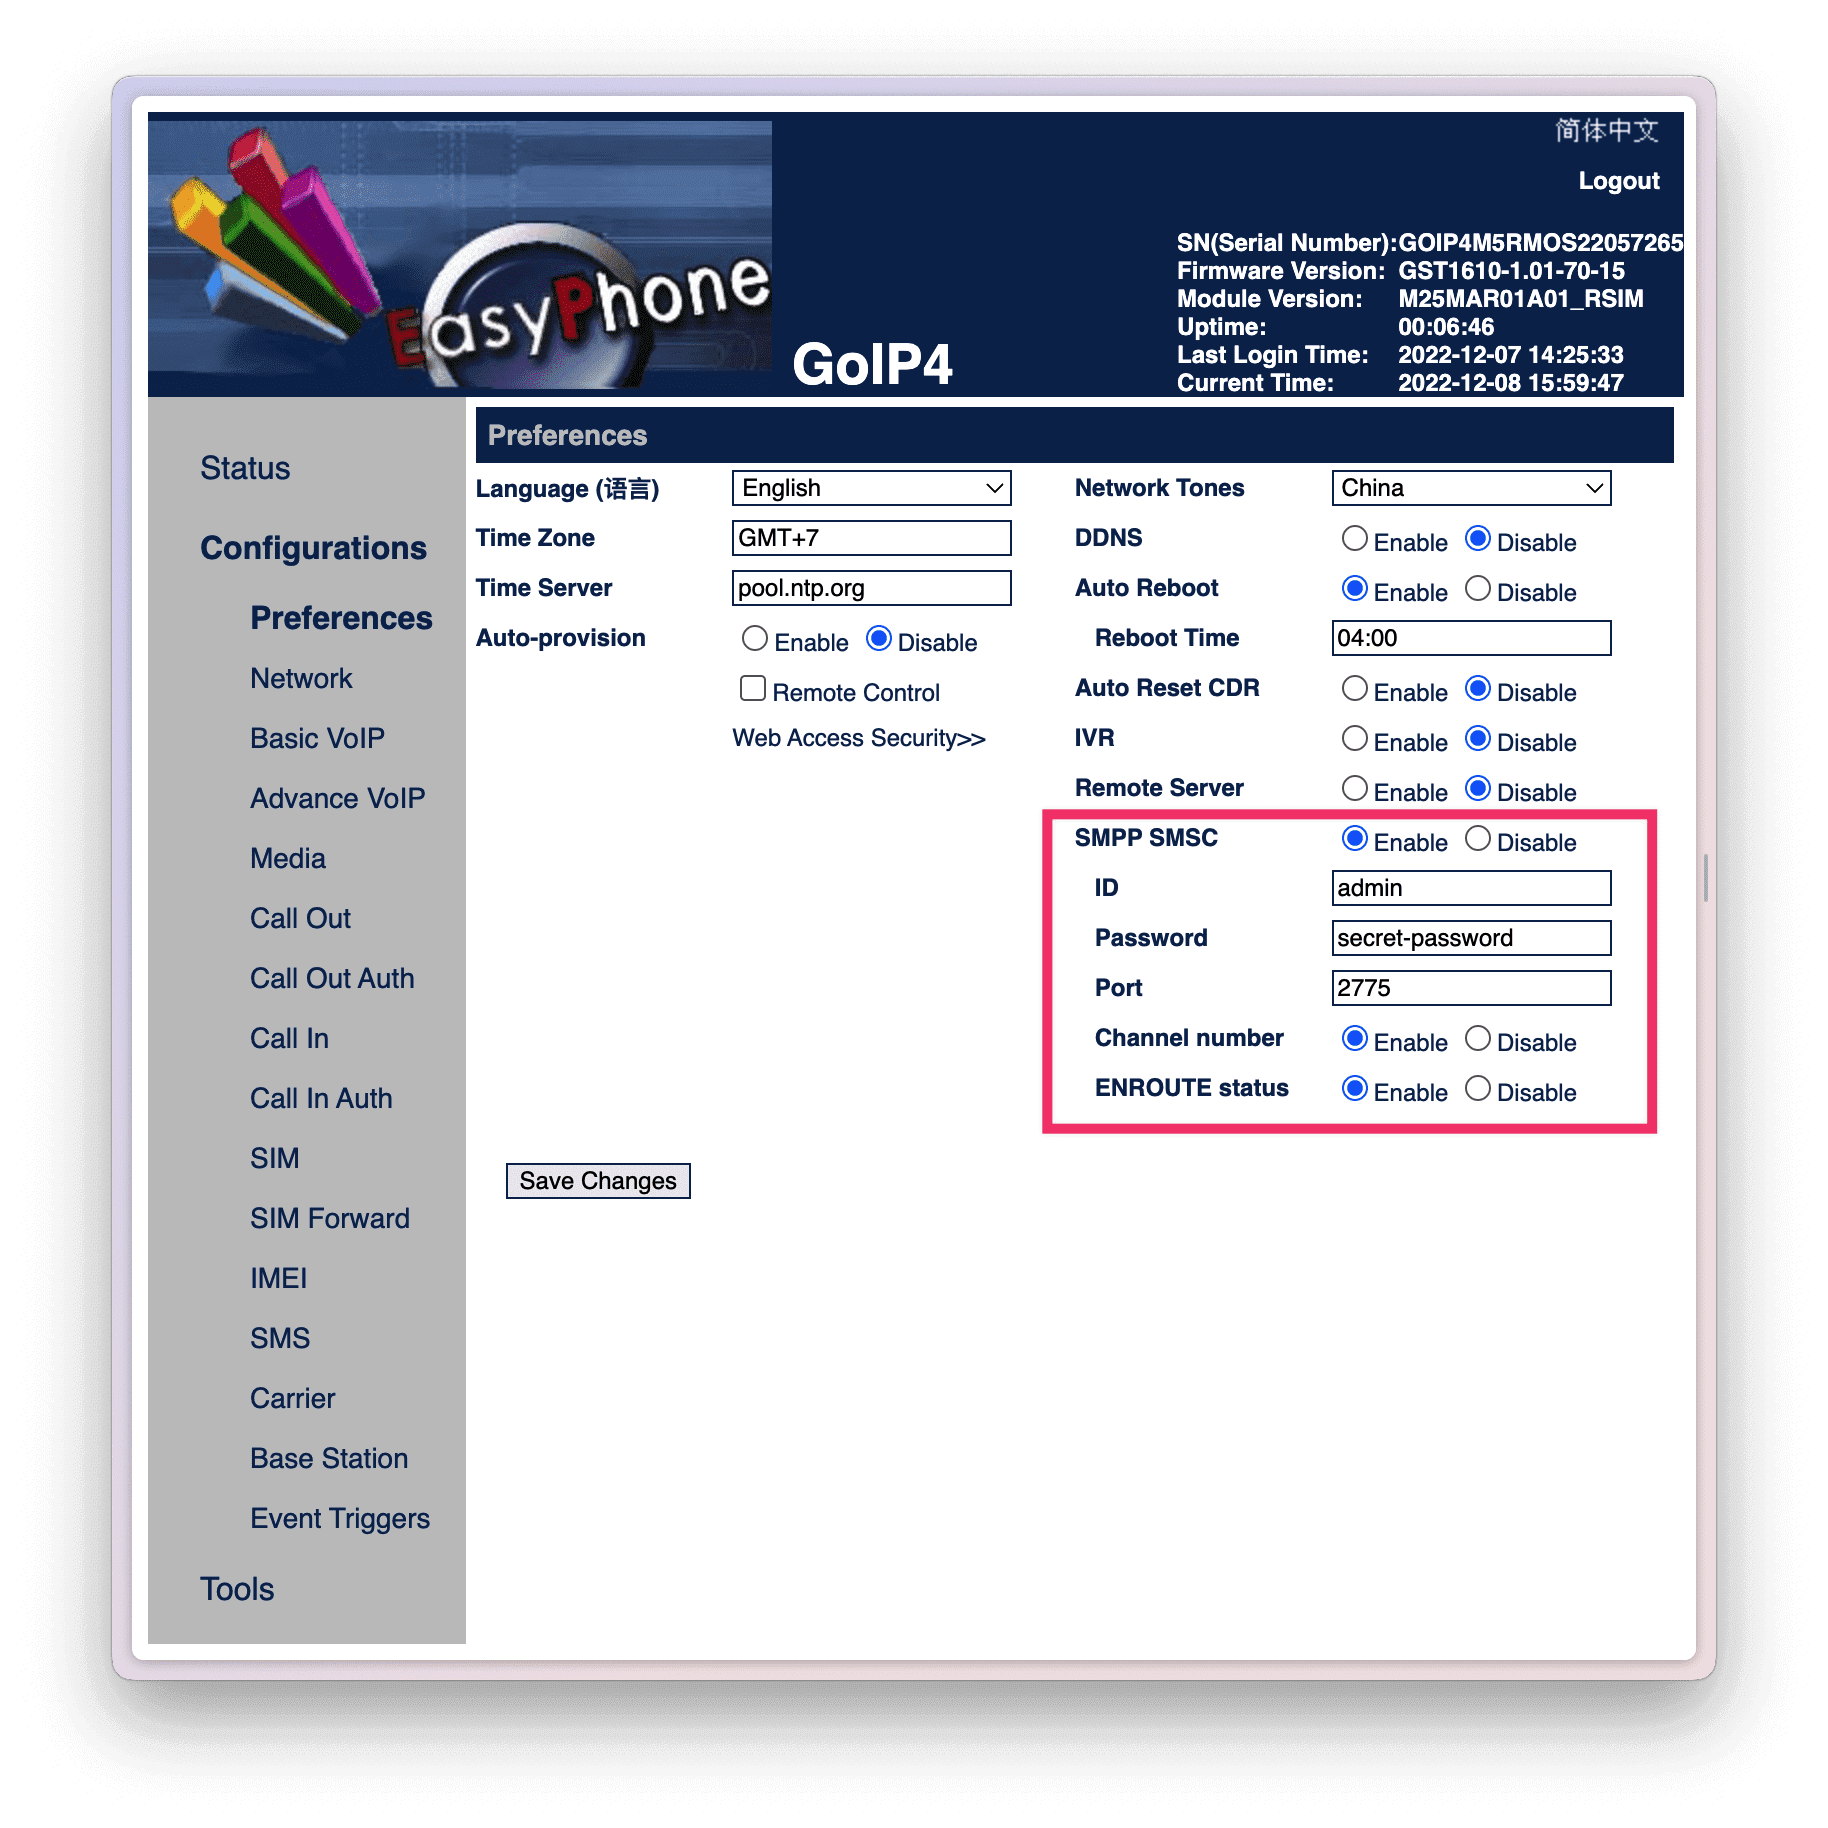 简体中文
Logout
EasyPhone
GoIP4
SN(Serial Number):GOIP4M5RMOS22057265
Firmware Version: GST1610-1.01-70-15
Module Version: M25MAR01A01_RSIM
Uptime: 00:06:46
Last Login Time: 2022-12-07 14:25:33
Current Time: 2022-12-08 15:59:47
Status
Configurations
Preferences
Network
Basic VoIP
Advance VoIP
Media
Call Out
Call Out Auth
Call In
Call In Auth
SIM
SIM Forward
IMEI
SMS
Carrier
Base Station
Event Triggers
Tools
Preferences
Language (语言) English
Time Zone GMT+7
Time Server pool.ntp.org
Auto-provision Enable Disable
Remote Control
Web Access Security>>
Network Tones China
DDNS Enable Disable
Auto Reboot Enable Disable
Reboot Time 04:00
Auto Reset CDR Enable Disable
IVR Enable Disable
Remote Server Enable Disable
SMPP SMSC Enable Disable
ID admin
Password secret-password
Port 2775
Channel number Enable Disable
ENROUTE status Enable Disable
Save Changes